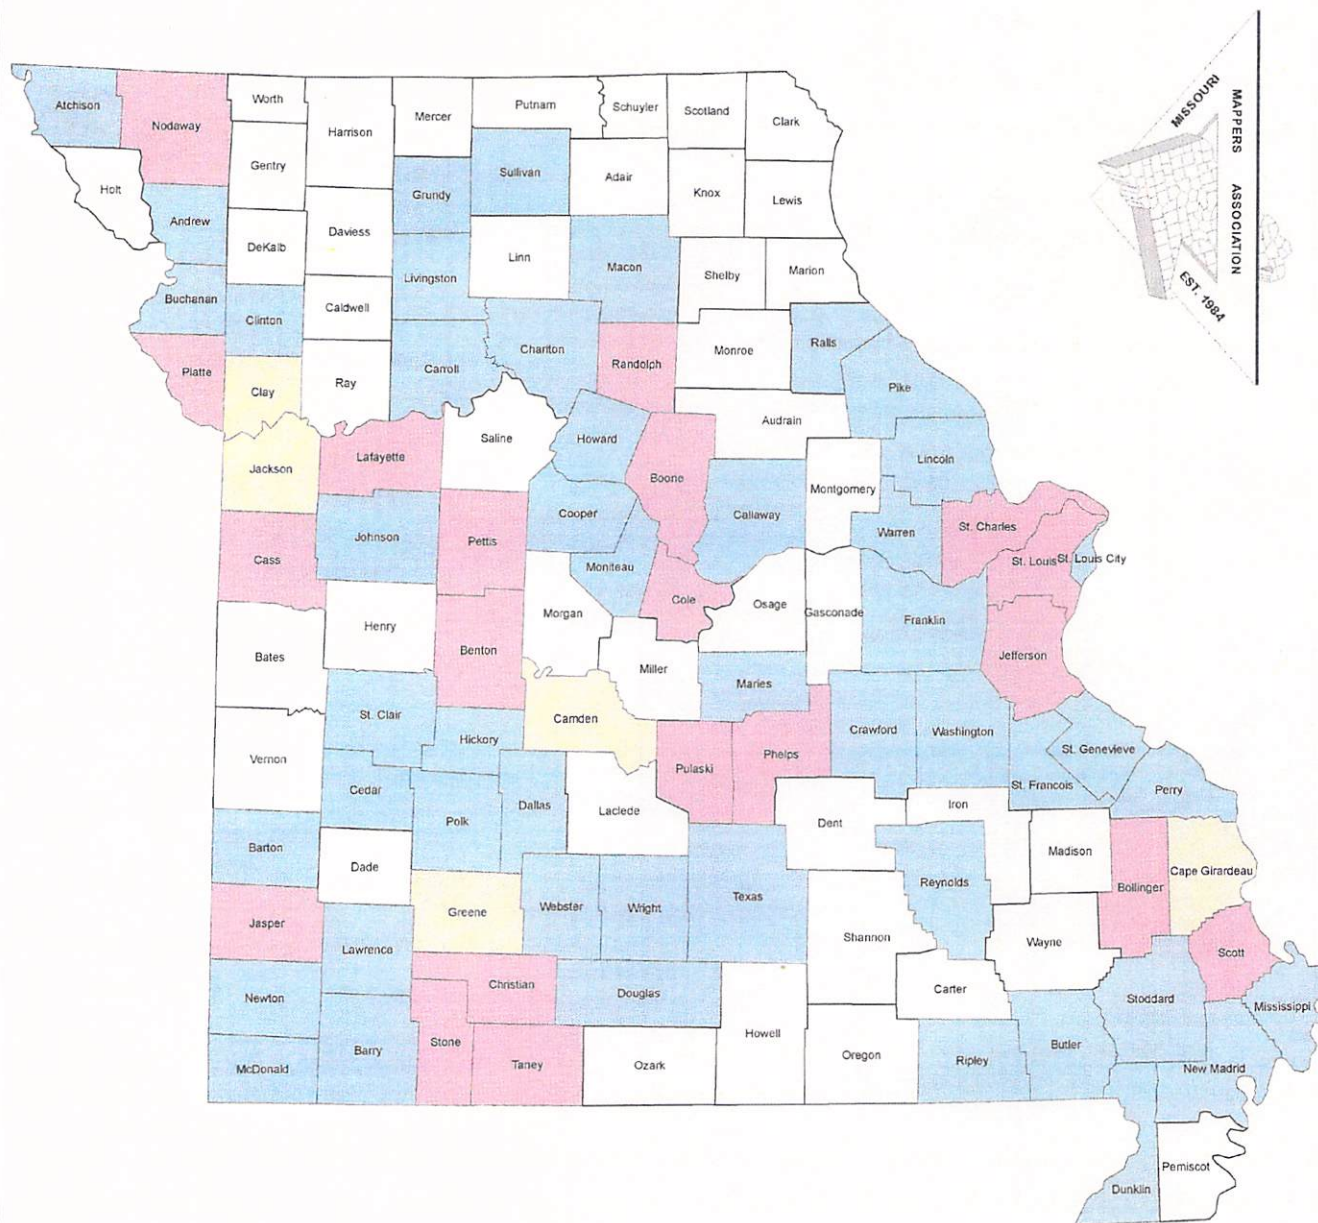 MISSOURI
MAPPERS ASSOCIATION
EST. 1984
Atchison
Nodaway
Worth
Harrison
Mercer
Putnam
Schuyler
Scotland
Clark
Holt
Gentry
Grundy
Sullivan
Adair
Knox
Lewis
Andrew
DeKalb
Daviess
Livingston
Linn
Macon
Shelby
Marion
Buchanan
Clinton
Caldwell
Carroll
Chariton
Randolph
Monroe
Ralls
Pike
Platte
Clay
Ray
Saline
Howard
Boone
Audrain
Lincoln
Jackson
Lafayette
Montgomery
Cass
Johnson
Pettis
Cooper
Callaway
Warren
St. Charles
Moniteau
St. Louis
St. Louis City
Bates
Henry
Benton
Morgan
Cole
Osage
Gasconade
Franklin
Jefferson
Miller
Maries
St. Clair
Hickory
Camden
Pulaski
Phelps
Crawford
Washington
St. Genevieve
Vernon
Cedar
Polk
Dallas
Laclede
Dent
Iron
St. Francois
Perry
Barton
Dade
Madison
Jasper
Greene
Webster
Wright
Texas
Reynolds
Bollinger
Cape Girardeau
Lawrence
Shannon
Wayne
Scott
Newton
Christian
Douglas
Carter
Stoddard
Mississippi
McDonald
Barry
Stone
Taney
Ozark
Howell
Oregon
Ripley
Butler
New Madrid
Pemiscot
Dunklin